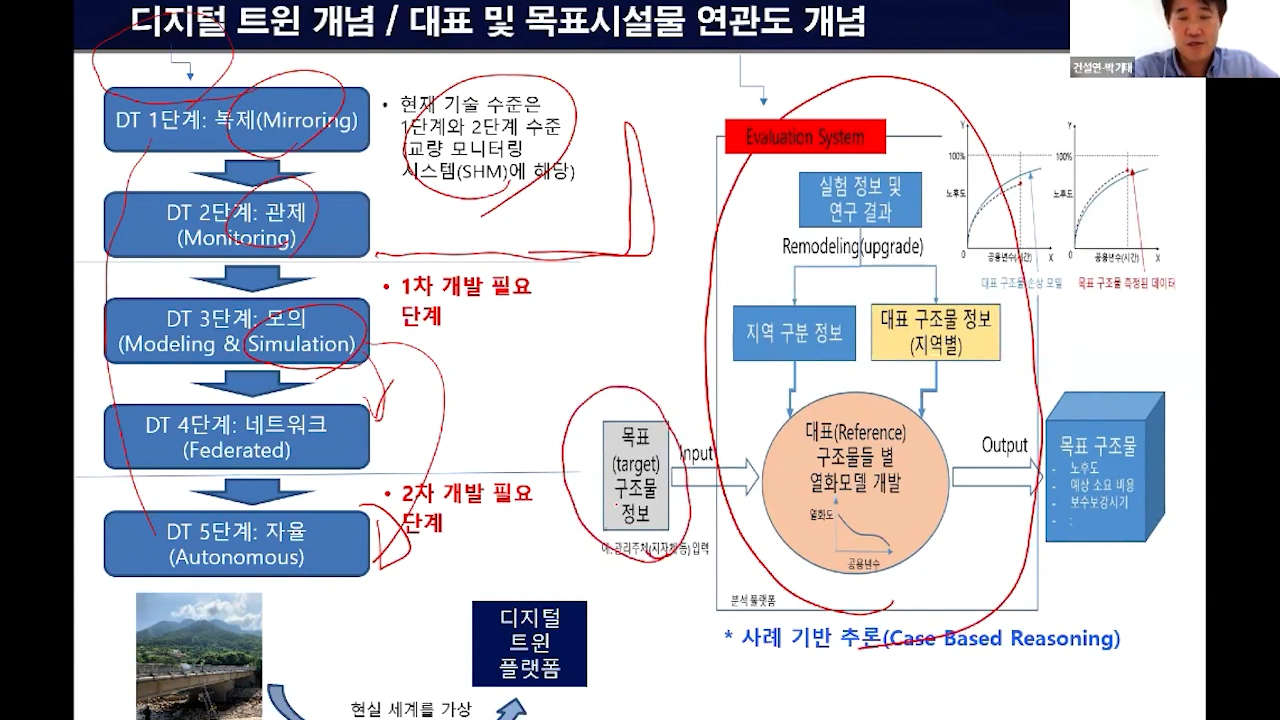 디지털 트윈 개념 / 대표 및 목표시설물 연관도 개념
건설연-박기태
DT 1단계: 복제(Mirroring)
DT 2단계: 관제
(Monitoring)
DT 3단계: 모의
(Modeling & Simulation)
DT 4단계: 네트워크
(Federated)
DT 5단계: 자율
(Autonomous)
• 현재 기술 수준은
1단계와 2단계 수준
(교량 모니터링
시스템(SHM)에 해당)
• 1차 개발 필요
단계
• 2차 개발 필요
단계
디지털
트윈
플랫폼
현실 세계를 가상
Evaluation System
실험 정보 및
연구 결과
Remodeling(upgrade)
지역 구분 정보
대표 구조물 정보
(지역별)
목표
(target)
구조물
정보
예: 관리주체(지자체 등) 입력
Input
대표(Reference)
구조물들 별
열화모델 개발
열화도
공용년수
분석 플랫폼
Output
목표 구조물
- 노후도
- 예상 소요 비용
- 보수보강시기
- :
* 사례 기반 추론(Case Based Reasoning)
Y
100%
노후도
0
공용년수(시간)
X
대표 구조물 손상 모델
Y
100%
노후도
0
공용년수(시간)
X
목표 구조물 측정된 데이터